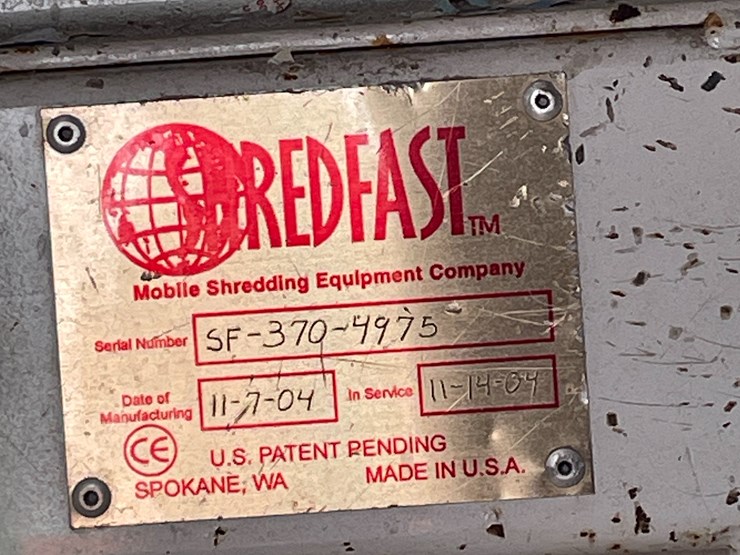 SHREDFAST™
Mobile Shredding Equipment Company
Serial Number SF-370-4975
Date of Manufacturing 11-7-04 In Service 11-14-04
CE U.S. PATENT PENDING
SPOKANE, WA MADE IN U.S.A.